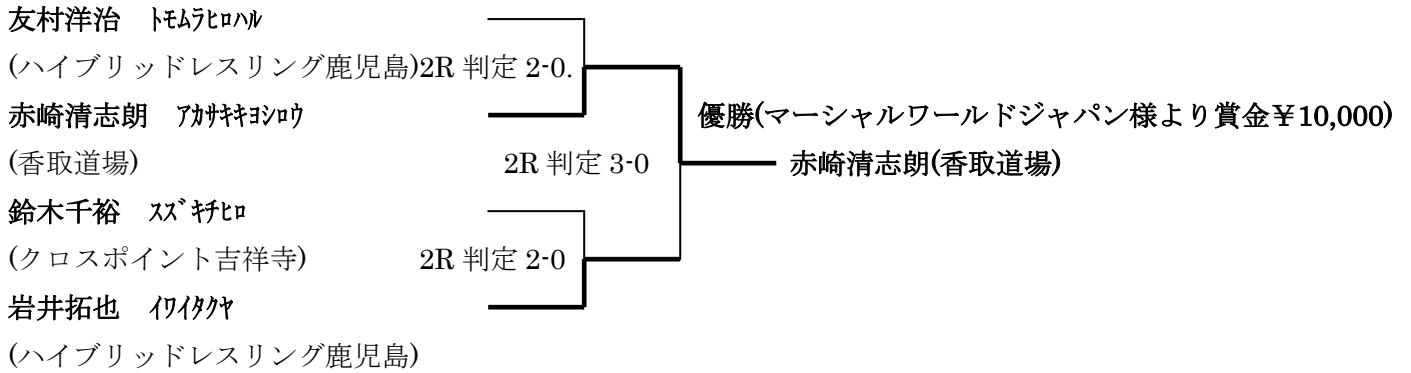 友村洋治　ﾄﾓﾑﾗﾋﾛﾊﾙ
(ハイブリッドレスリング鹿児島)2R 判定 2-0.
赤崎清志朗　ｱｶｻｷｷﾖｼﾛｳ
優勝(マーシャルワールドジャパン様より賞金￥10,000)
(香取道場)
2R 判定 3-0
赤崎清志朗(香取道場)
鈴木千裕　ｽｽﾞｷﾁﾋﾛ
(クロスポイント吉祥寺)
2R 判定 2-0
岩井拓也　ｲﾜｲﾀｸﾔ
(ハイブリッドレスリング鹿児島)